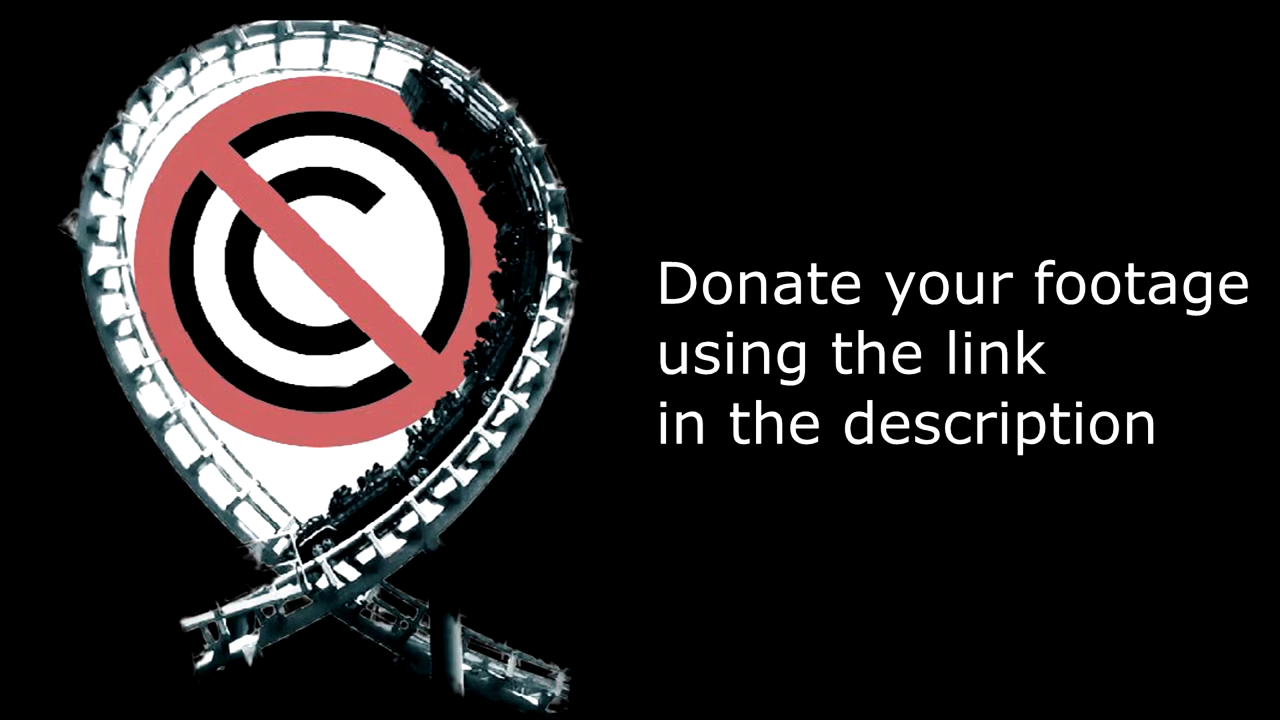 Donate your footage
using the link
in the description